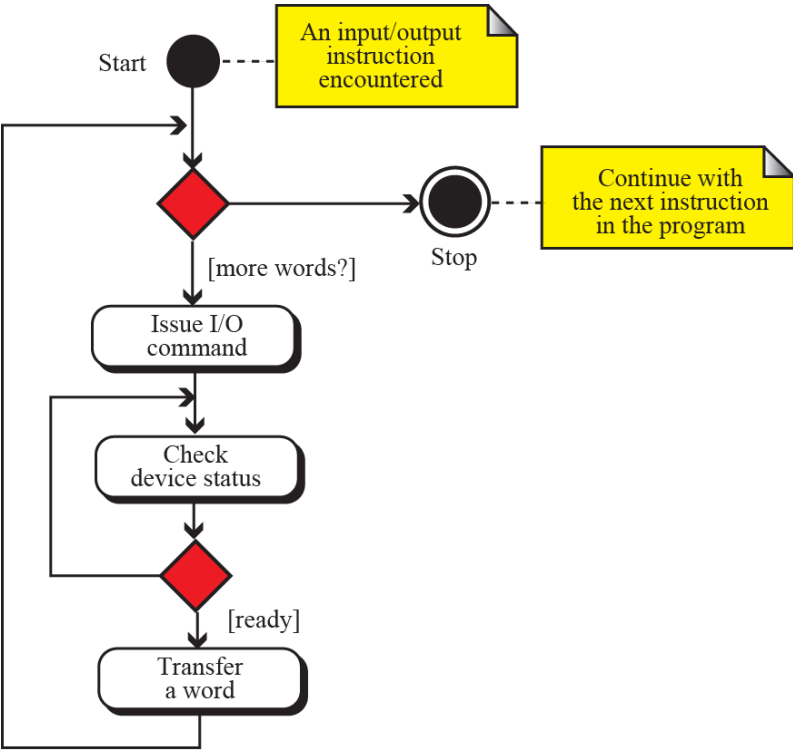 An input/output
instruction
encountered
Start
Continue with
the next instruction
in the program
Stop
[more words?]
Issue I/O
command
Check
device status
[ready]
Transfer
a word